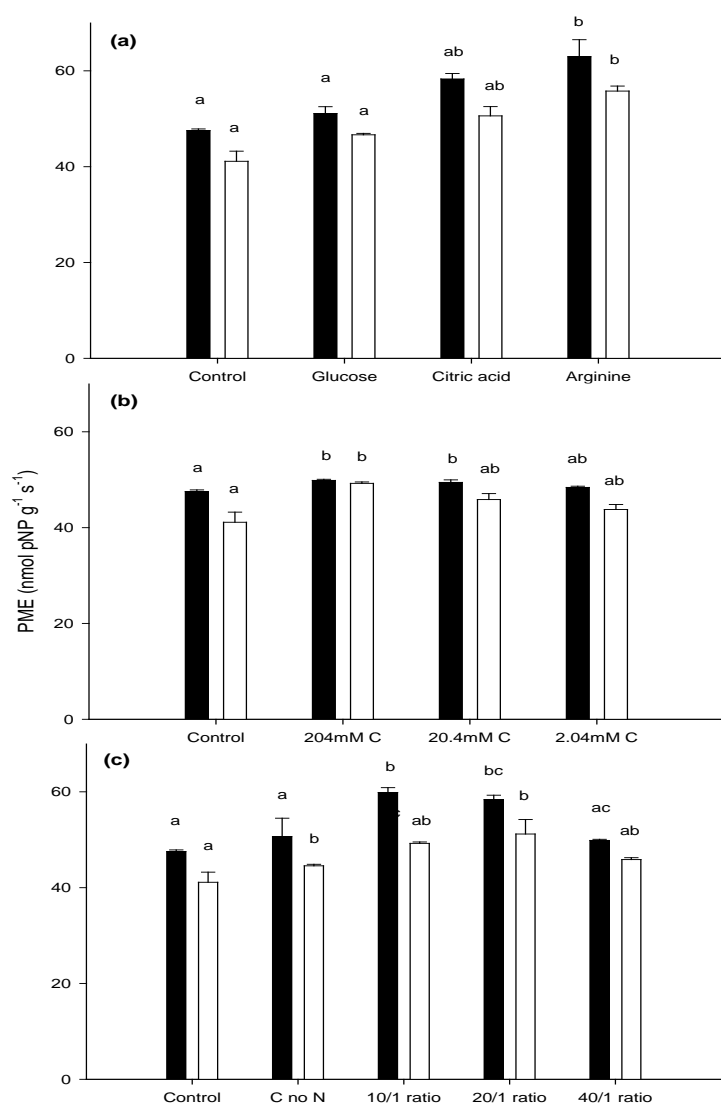 (a)
b
ab
b
a
ab
a
a
a
60
40
20
0
Control Glucose Citric acid Arginine
(b)
60
b b b
a ab ab
a ab
40
20
0
Control 204mM C 20.4mM C 2.04mM C
PME (nmol pNP g-1 s-1)
(c)
b bc
60
a b ac
a c ab ab
a b
40
20
0
Control C no N 10/1 ratio 20/1 ratio 40/1 ratio